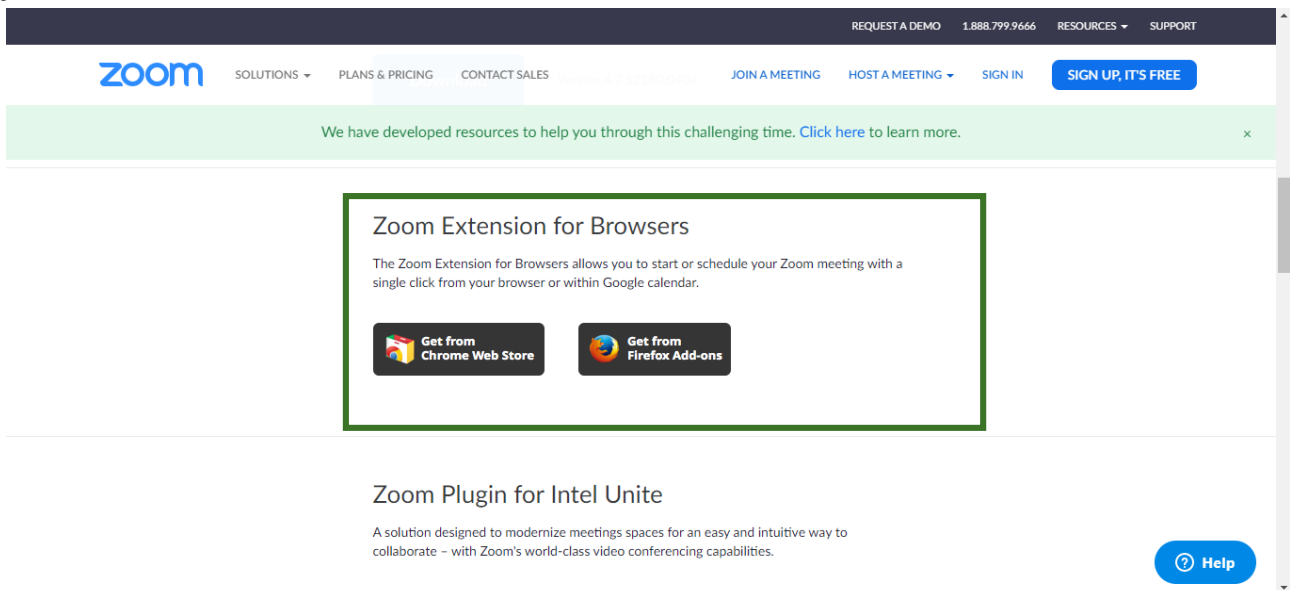 REQUEST A DEMO 1.888.799.9666 RESOURCES SUPPORT
zoom SOLUTIONS PLANS & PRICING CONTACT SALES JOIN A MEETING HOST A MEETING SIGN IN SIGN UP, IT'S FREE
We have developed resources to help you through this challenging time. Click here to learn more. ×
Zoom Extension for Browsers
The Zoom Extension for Browsers allows you to start or schedule your Zoom meeting with a
single click from your browser or within Google calendar.
Get from
Chrome Web Store
Get from
Firefox Add-ons
Zoom Plugin for Intel Unite
A solution designed to modernize meetings spaces for an easy and intuitive way to
collaborate – with Zoom's world-class video conferencing capabilities.
? Help